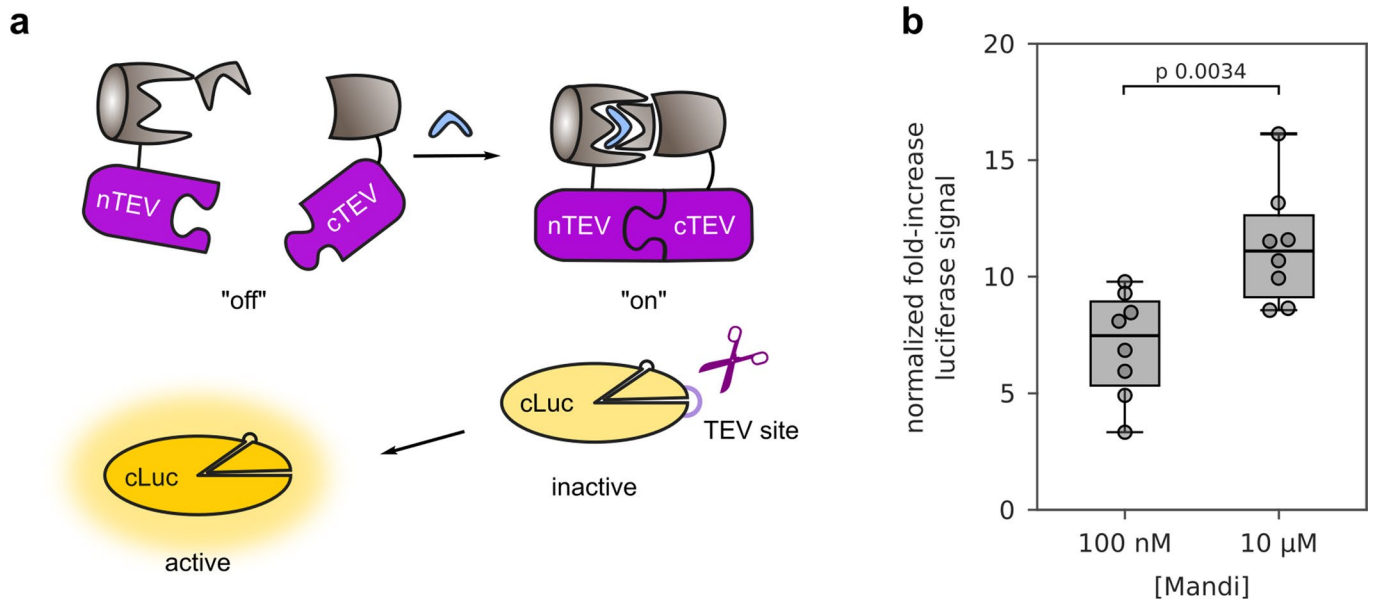 a
nTEV
cTEV
nTEV
cTEV
"off"
"on"
cLuc
TEV site
cLuc
inactive
active
b
normalized fold-increase
luciferase signal
20
15
10
5
0
p 0.0034
100 nM
10 μM
[Mandi]